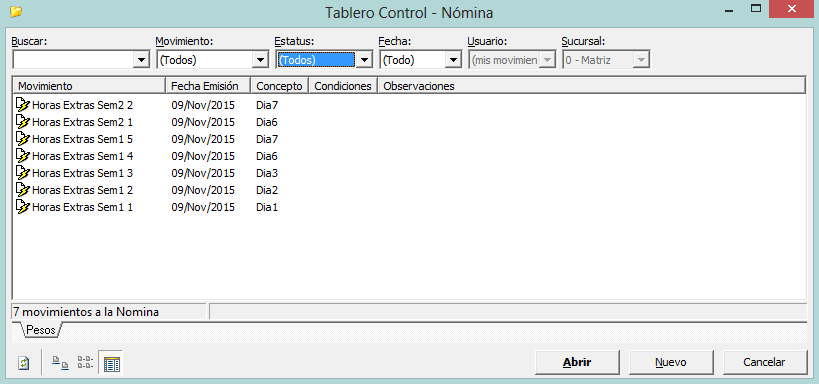 Tablero Control - Nómina
Buscar: Movimiento: Estatus: Fecha: Usuario: Sucursal:
(Todos) (Todos) (Todo) (mis movimien 0 - Matriz
Movimiento Fecha Emisión Concepto Condiciones Observaciones
Horas Extras Sem2 2 09/Nov/2015 Dia7
Horas Extras Sem2 1 09/Nov/2015 Dia6
Horas Extras Sem1 5 09/Nov/2015 Dia7
Horas Extras Sem1 4 09/Nov/2015 Dia6
Horas Extras Sem1 3 09/Nov/2015 Dia3
Horas Extras Sem1 2 09/Nov/2015 Dia2
Horas Extras Sem1 1 09/Nov/2015 Dia1
7 movimientos a la Nomina
Pesos
Abrir Nuevo Cancelar